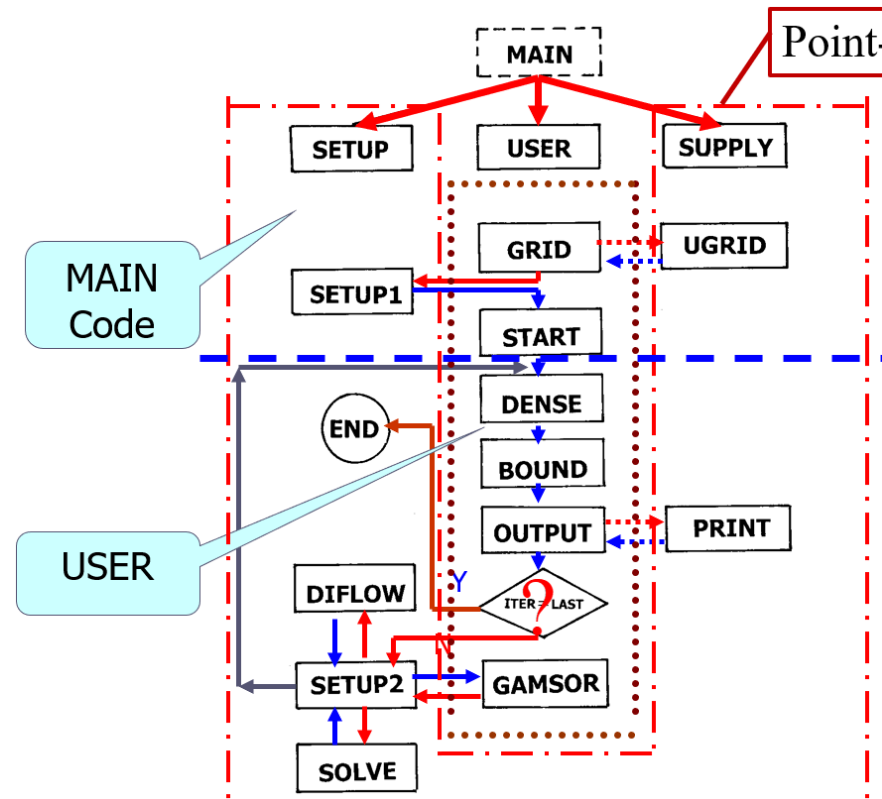 MAIN
Point-
SETUP
USER
SUPPLY
GRID
UGRID
MAIN
Code
SETUP1
START
DENSE
END
BOUND
OUTPUT
PRINT
USER
Y
DIFLOW
ITER=LAST
?
N
SETUP2
GAMSOR
SOLVE